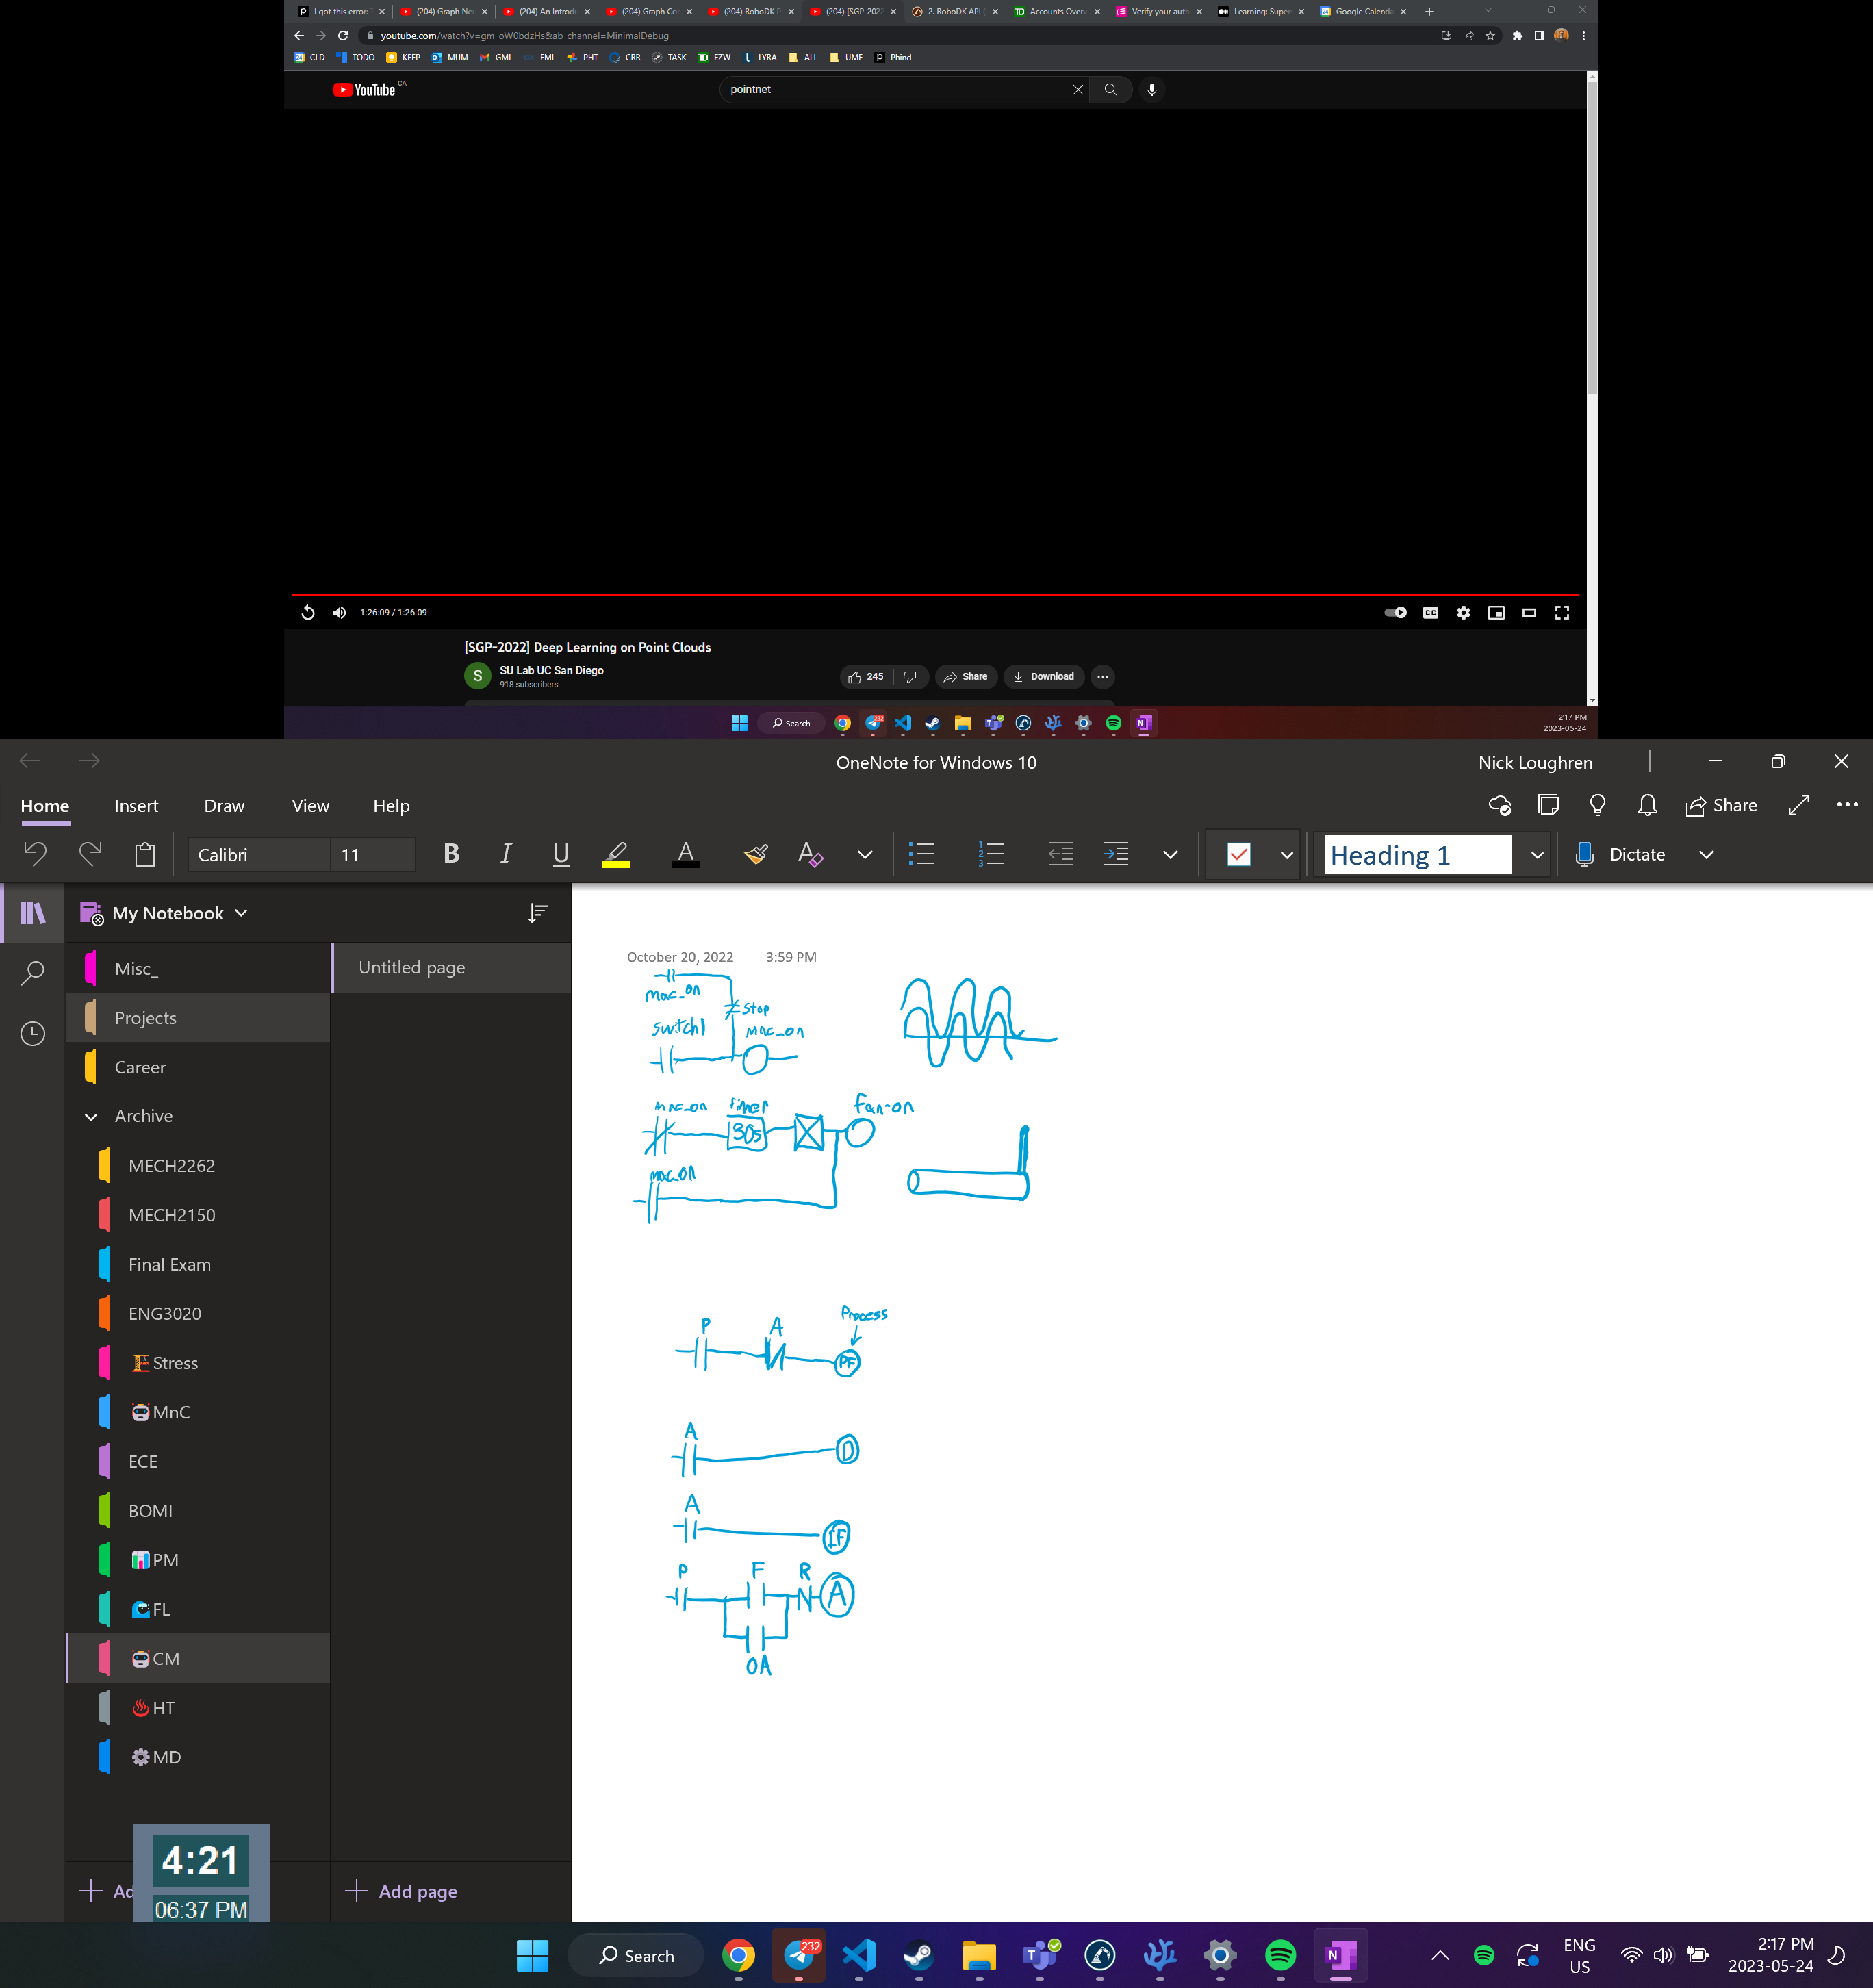 I got this error:
(204) Graph Ne
(204) An Introdu
(204) Graph Co
(204) RoboDK P
(204) [SGP-2022
2. RoboDK API (
Accounts Overv
Verify your auth
Learning: Super
Google Calenda
youtube.com/watch?v=gm_oW0bdzHs&ab_channel=MinimalDebug
CLD TODO KEEP MUM GML EML PHT CRR TASK EZW LYRA ALL UME Phind
YouTube CA
pointnet
1:26:09 / 1:26:09
[SGP-2022] Deep Learning on Point Clouds
S
SU Lab UC San Diego
918 subscribers
245
Share
Download
Search
232
2:17 PM
2023-05-24
OneNote for Windows 10
Nick Loughren
Home Insert Draw View Help
Share
Calibri 11 B I U A Heading 1 Dictate
My Notebook
Misc_
Projects
Career
Archive
MECH2262
MECH2150
Final Exam
ENG3020
Stress
MnC
ECE
BOMI
PM
FL
CM
HT
MD
Untitled page
Add page
4:21
06:37 PM
October 20, 2022 3:59 PM
mac_on
Stop
switch1
mac_on
mac_on timer fan-on
30s
mac_on
Process
P A
PF
A
D
A
IF
P F R
A
OA
Search
232
ENG
US
2:17 PM
2023-05-24